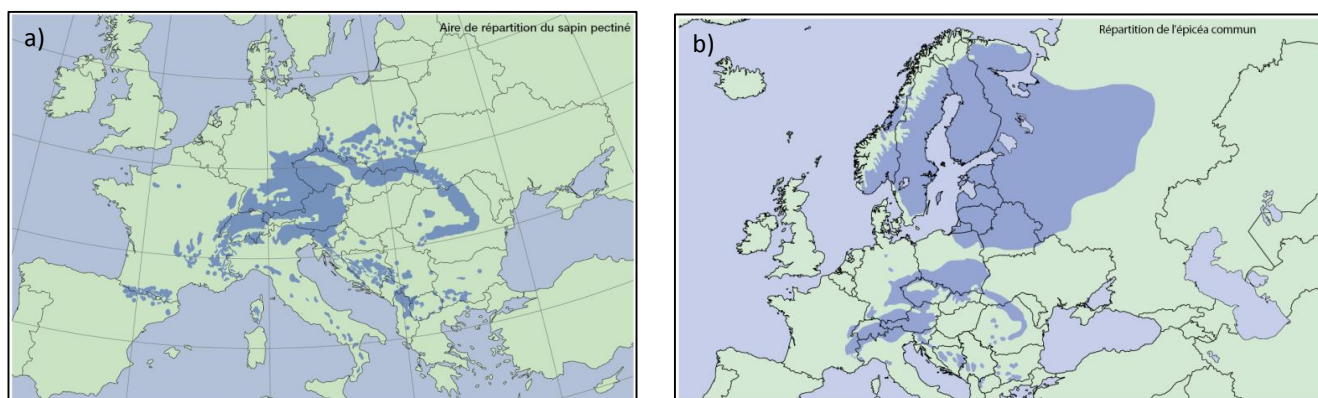 a)
Aire de répartition du sapin pectiné
b)
Répartition de l'épicéa commun